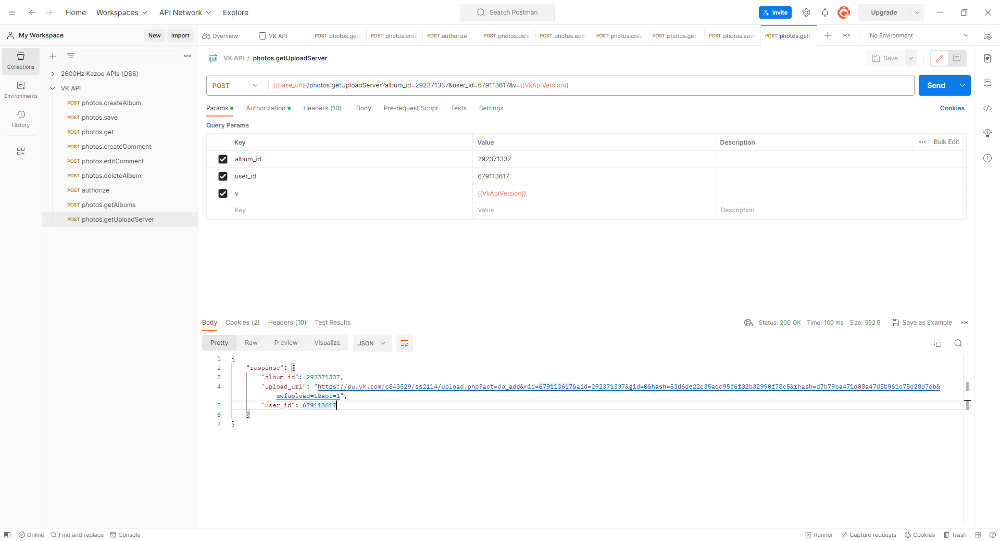 Home Workspaces API Network Explore Search Postman Invite Upgrade
My Workspace New Import Overview VK API POST photos.getA POST photos.crea POST authorize POST photos.dele POST photos.edit POST photos.crea POST photos.get POST photos.save POST photos.getU No Environment
Collections
Environments
History
2600Hz Kazoo APIs (OSS)
VK API
POST photos.createAlbum
POST photos.save
POST photos.get
POST photos.createComment
POST photos.editComment
POST photos.deleteAlbum
POST authorize
POST photos.getAlbums
POST photos.getUploadServer
HTTP VK API / photos.getUploadServer Save
POST {{base_url}}/photos.getUploadServer?album_id=292371337&user_id=679113617&v={{VkApiVersion}} Send
Params Authorization Headers (10) Body Pre-request Script Tests Settings Cookies
Query Params
Key Value Description Bulk Edit
album_id 292371337
user_id 679113617
v {{VkApiVersion}}
Key Value Description
Body Cookies (2) Headers (10) Test Results Status: 200 OK Time: 100 ms Size: 592 B Save as Example
Pretty Raw Preview Visualize JSON
1 {
2 "response": {
3 "album_id": 292371337,
4 "upload_url": "https://pu.vk.com/c843529/ss2114/upload.php?act=do_add&mid=679113617&aid=292371337&gid=0&hash=53d6de22c35adc95f6f02b32990f78c5&rhash=d7b79ba471d08a47d5b961c78d28d7db&
swfupload=1&api=1",
5 "user_id": 679113617
6 }
7 }
Online Find and replace Console Runner Capture requests Cookies Trash